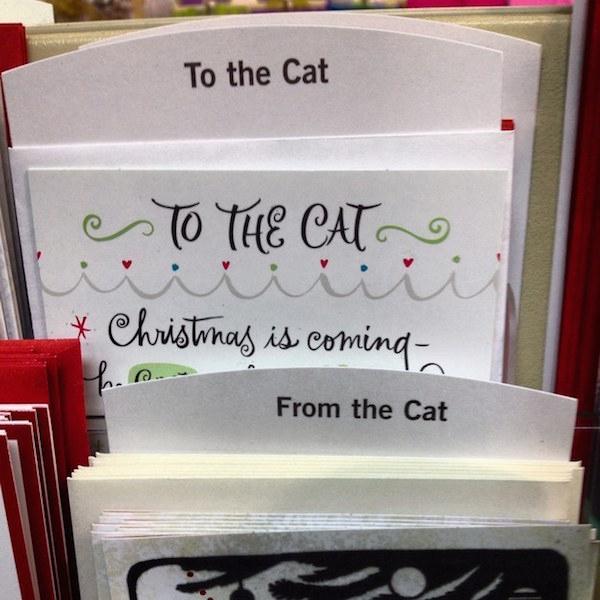 To the Cat
TO THE CAT
Christmas is coming–
From the Cat